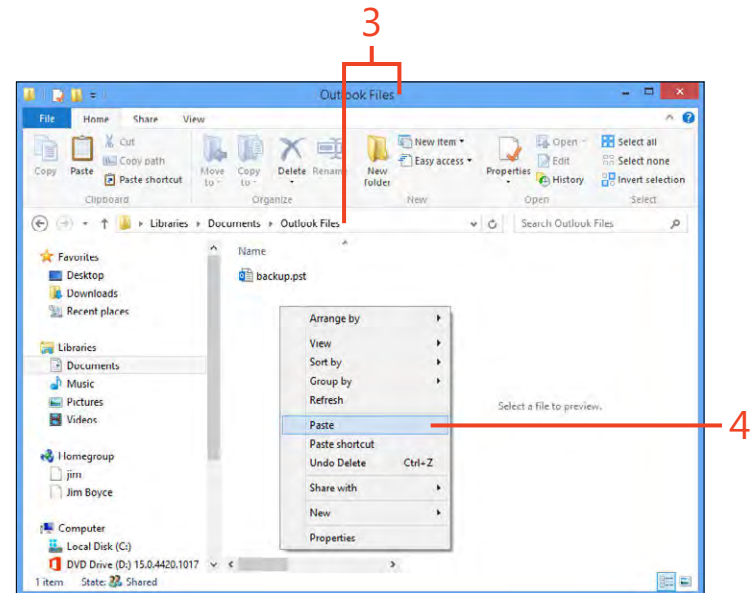 3
Outlook Files
File Home Share View
Copy
Paste
Cut
Copy path
Paste shortcut
Clipboard
Move to
Copy to
Delete
Rename
Organize
New folder
New item
Easy access
New
Properties
Open
Edit
History
Open
Select all
Select none
Invert selection
Select
Libraries Documents Outlook Files
Search Outlook Files
Favorites
Desktop
Downloads
Recent places
Libraries
Documents
Music
Pictures
Videos
Homegroup
jim
Jim Boyce
Computer
Local Disk (C:)
DVD Drive (D:) 15.0.4420.1017
Name
backup.pst
Arrange by
View
Sort by
Group by
Refresh
Paste
Paste shortcut
Undo Delete Ctrl+Z
Share with
New
Properties
Select a file to preview.
4
1 item State: Shared